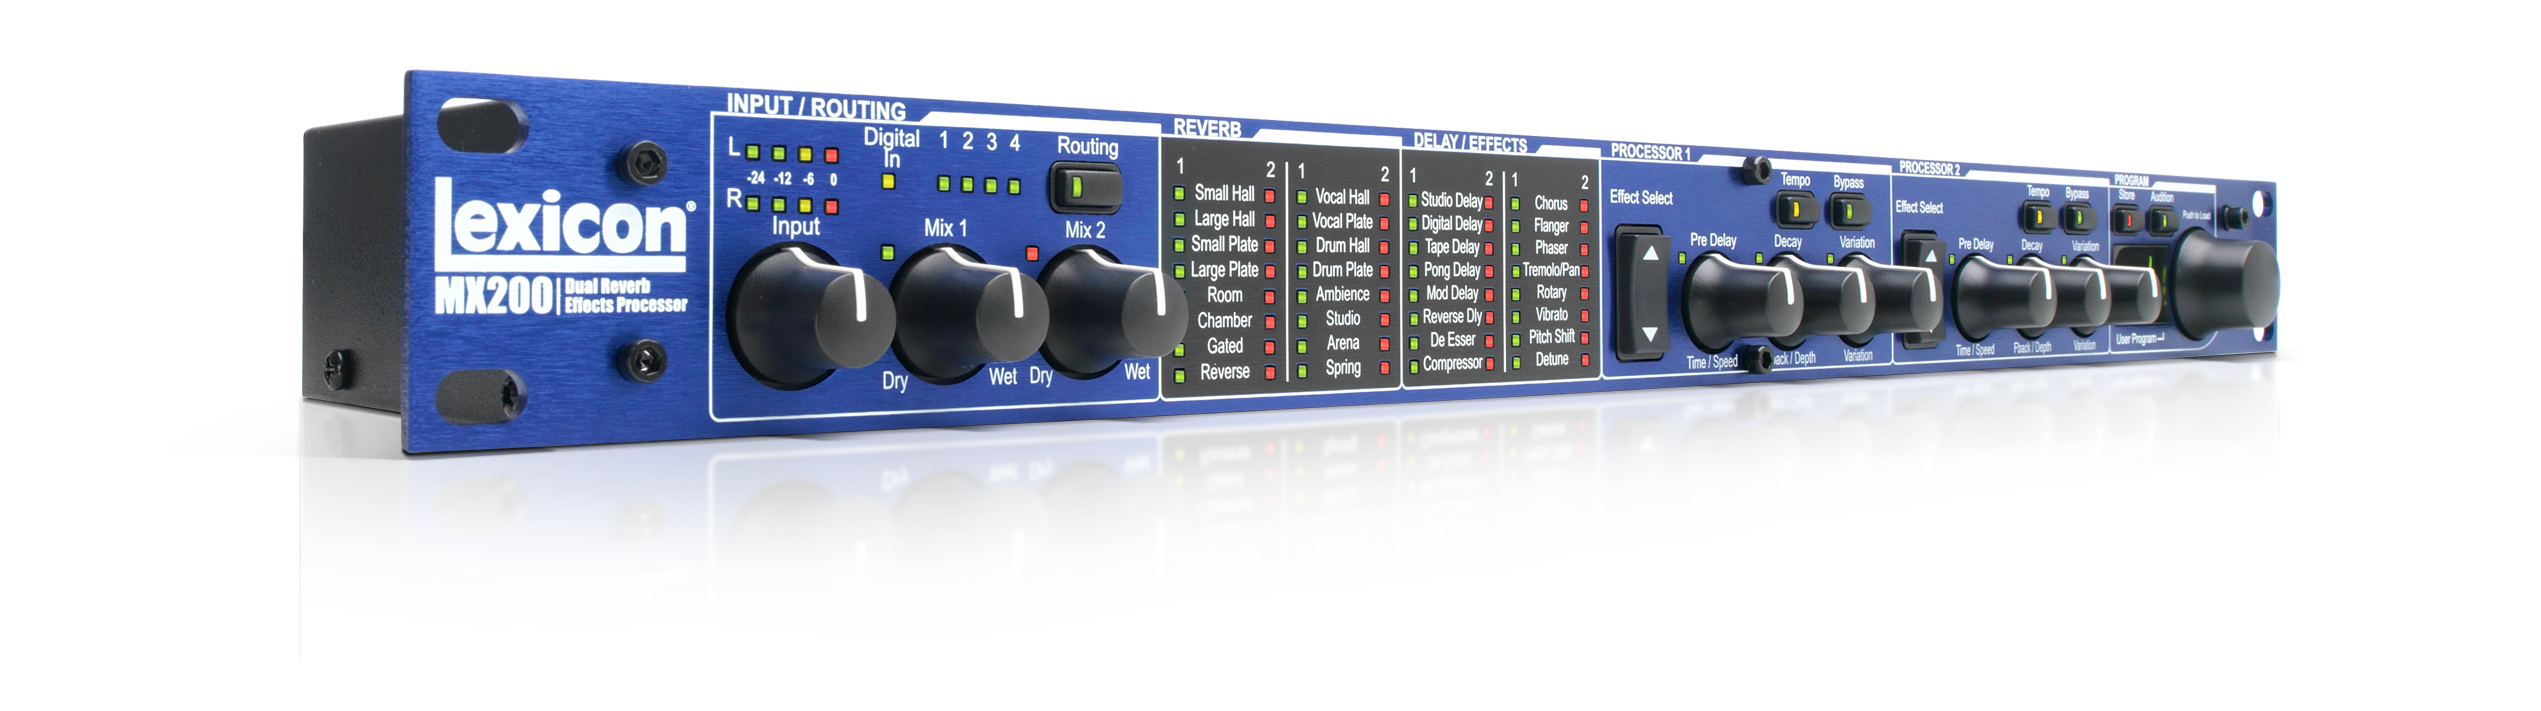 lexicon®
MX200 Dual Reverb
Effects Processor
INPUT / ROUTING
L
-24 -12 -6 0
R
Input
Digital
In
1 2 3 4
Routing
Mix 1
Mix 2
Dry
Wet
Dry
Wet
REVERB
1 2
Small Hall
Large Hall
Small Plate
Large Plate
Room
Chamber
Gated
Reverse
1 2
Vocal Hall
Vocal Plate
Drum Hall
Drum Plate
Ambience
Studio
Arena
Spring
DELAY / EFFECTS
1 2
Studio Delay
Digital Delay
Tape Delay
Pong Delay
Mod Delay
Reverse Dly
De Esser
Compressor
1 2
Chorus
Flanger
Phaser
Tremolo/Pan
Rotary
Vibrato
Pitch Shift
Detune
PROCESSOR 1
Effect Select
Tempo
Bypass
Pre Delay
Decay
Variation
Time / Speed
back / Depth
Variation
PROCESSOR 2
Effect Select
Tempo
Bypass
Pre Delay
Decay
Variation
Time / Speed
Fback / Depth
Variation
PROGRAM
Store
Audition
Push to Load
User Program